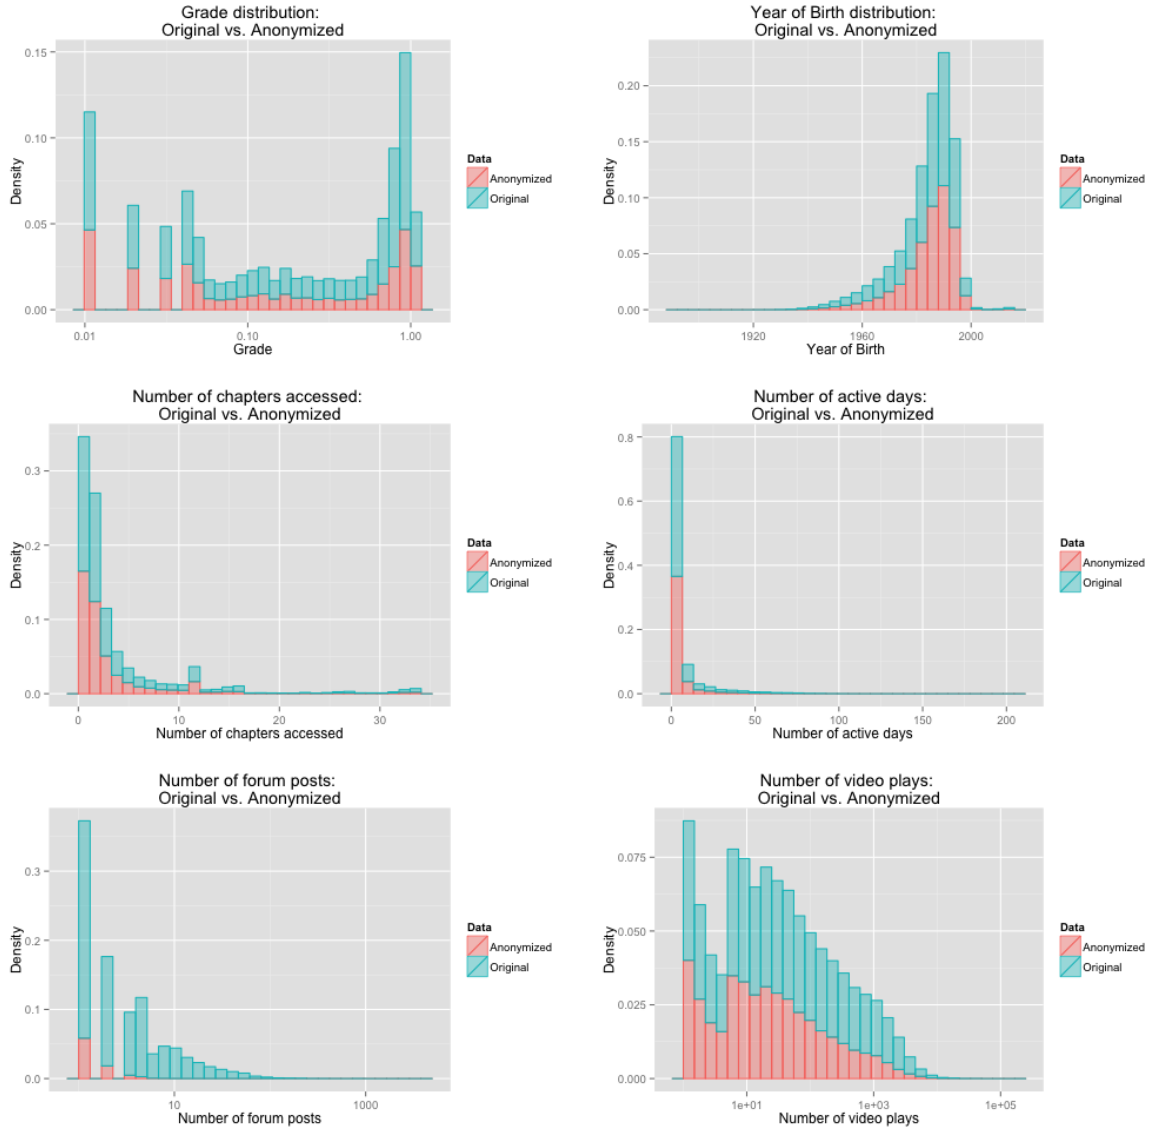 Grade distribution:
Original vs. Anonymized
0.15
0.10
0.05
0.00
Density
0.01
0.10
1.00
Grade
Data
Anonymized
Original
Year of Birth distribution:
Original vs. Anonymized
0.20
0.15
0.10
0.05
0.00
Density
1920
1960
2000
Year of Birth
Data
Anonymized
Original
Number of chapters accessed:
Original vs. Anonymized
0.3
0.2
0.1
0.0
Density
0
10
20
30
Number of chapters accessed
Data
Anonymized
Original
Number of active days:
Original vs. Anonymized
0.8
0.6
0.4
0.2
0.0
Density
0
50
100
150
200
Number of active days
Data
Anonymized
Original
Number of forum posts:
Original vs. Anonymized
0.3
0.2
0.1
0.0
Density
10
1000
Number of forum posts
Data
Anonymized
Original
Number of video plays:
Original vs. Anonymized
0.075
0.050
0.025
0.000
Density
1e+01
1e+03
1e+05
Number of video plays
Data
Anonymized
Original